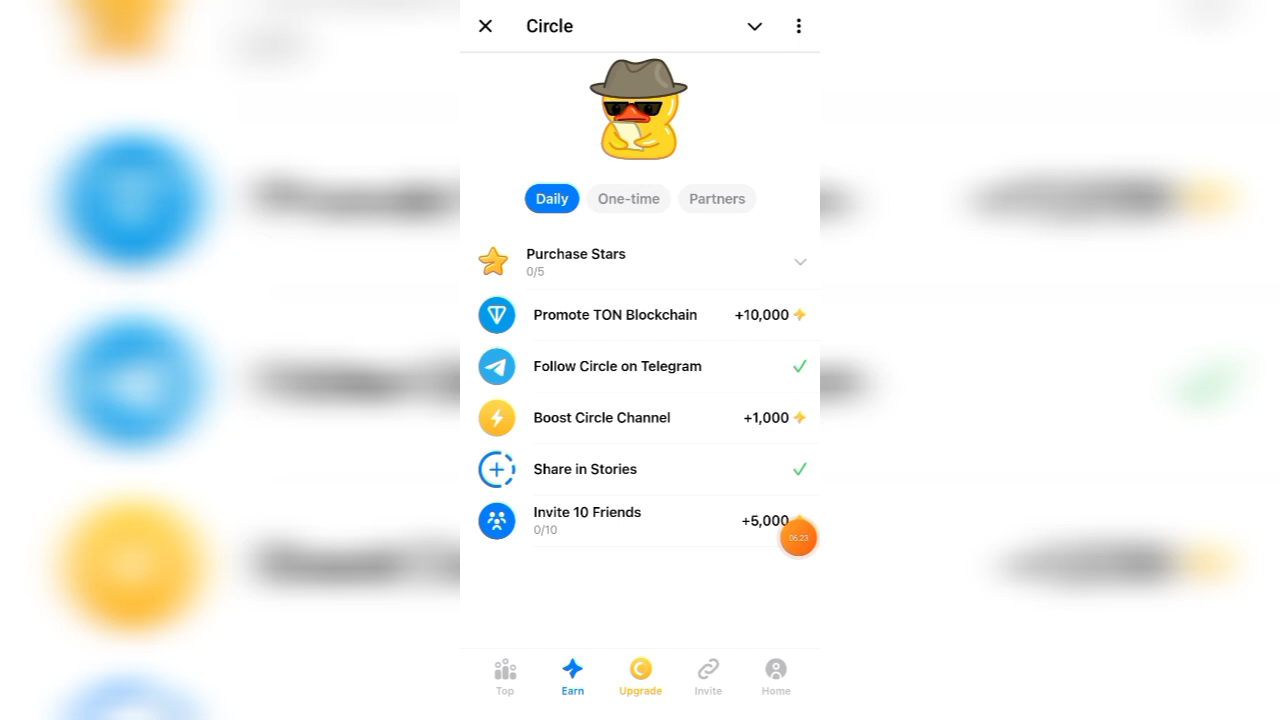 Circle
Daily
One-time
Partners
Purchase Stars
0/5
Promote TON Blockchain
+10,000
Follow Circle on Telegram
Boost Circle Channel
+1,000
Share in Stories
Invite 10 Friends
0/10
+5,000
06:23
Top
Earn
Upgrade
Invite
Home